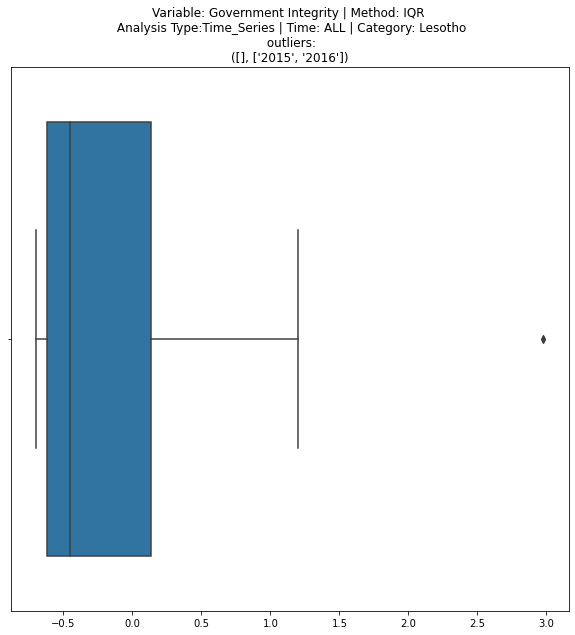 Variable: Government Integrity | Method: IQR
Analysis Type:Time_Series | Time: ALL | Category: Lesotho
outliers:
([], ['2015', '2016'])
−0.5 0.0 0.5 1.0 1.5 2.0 2.5 3.0